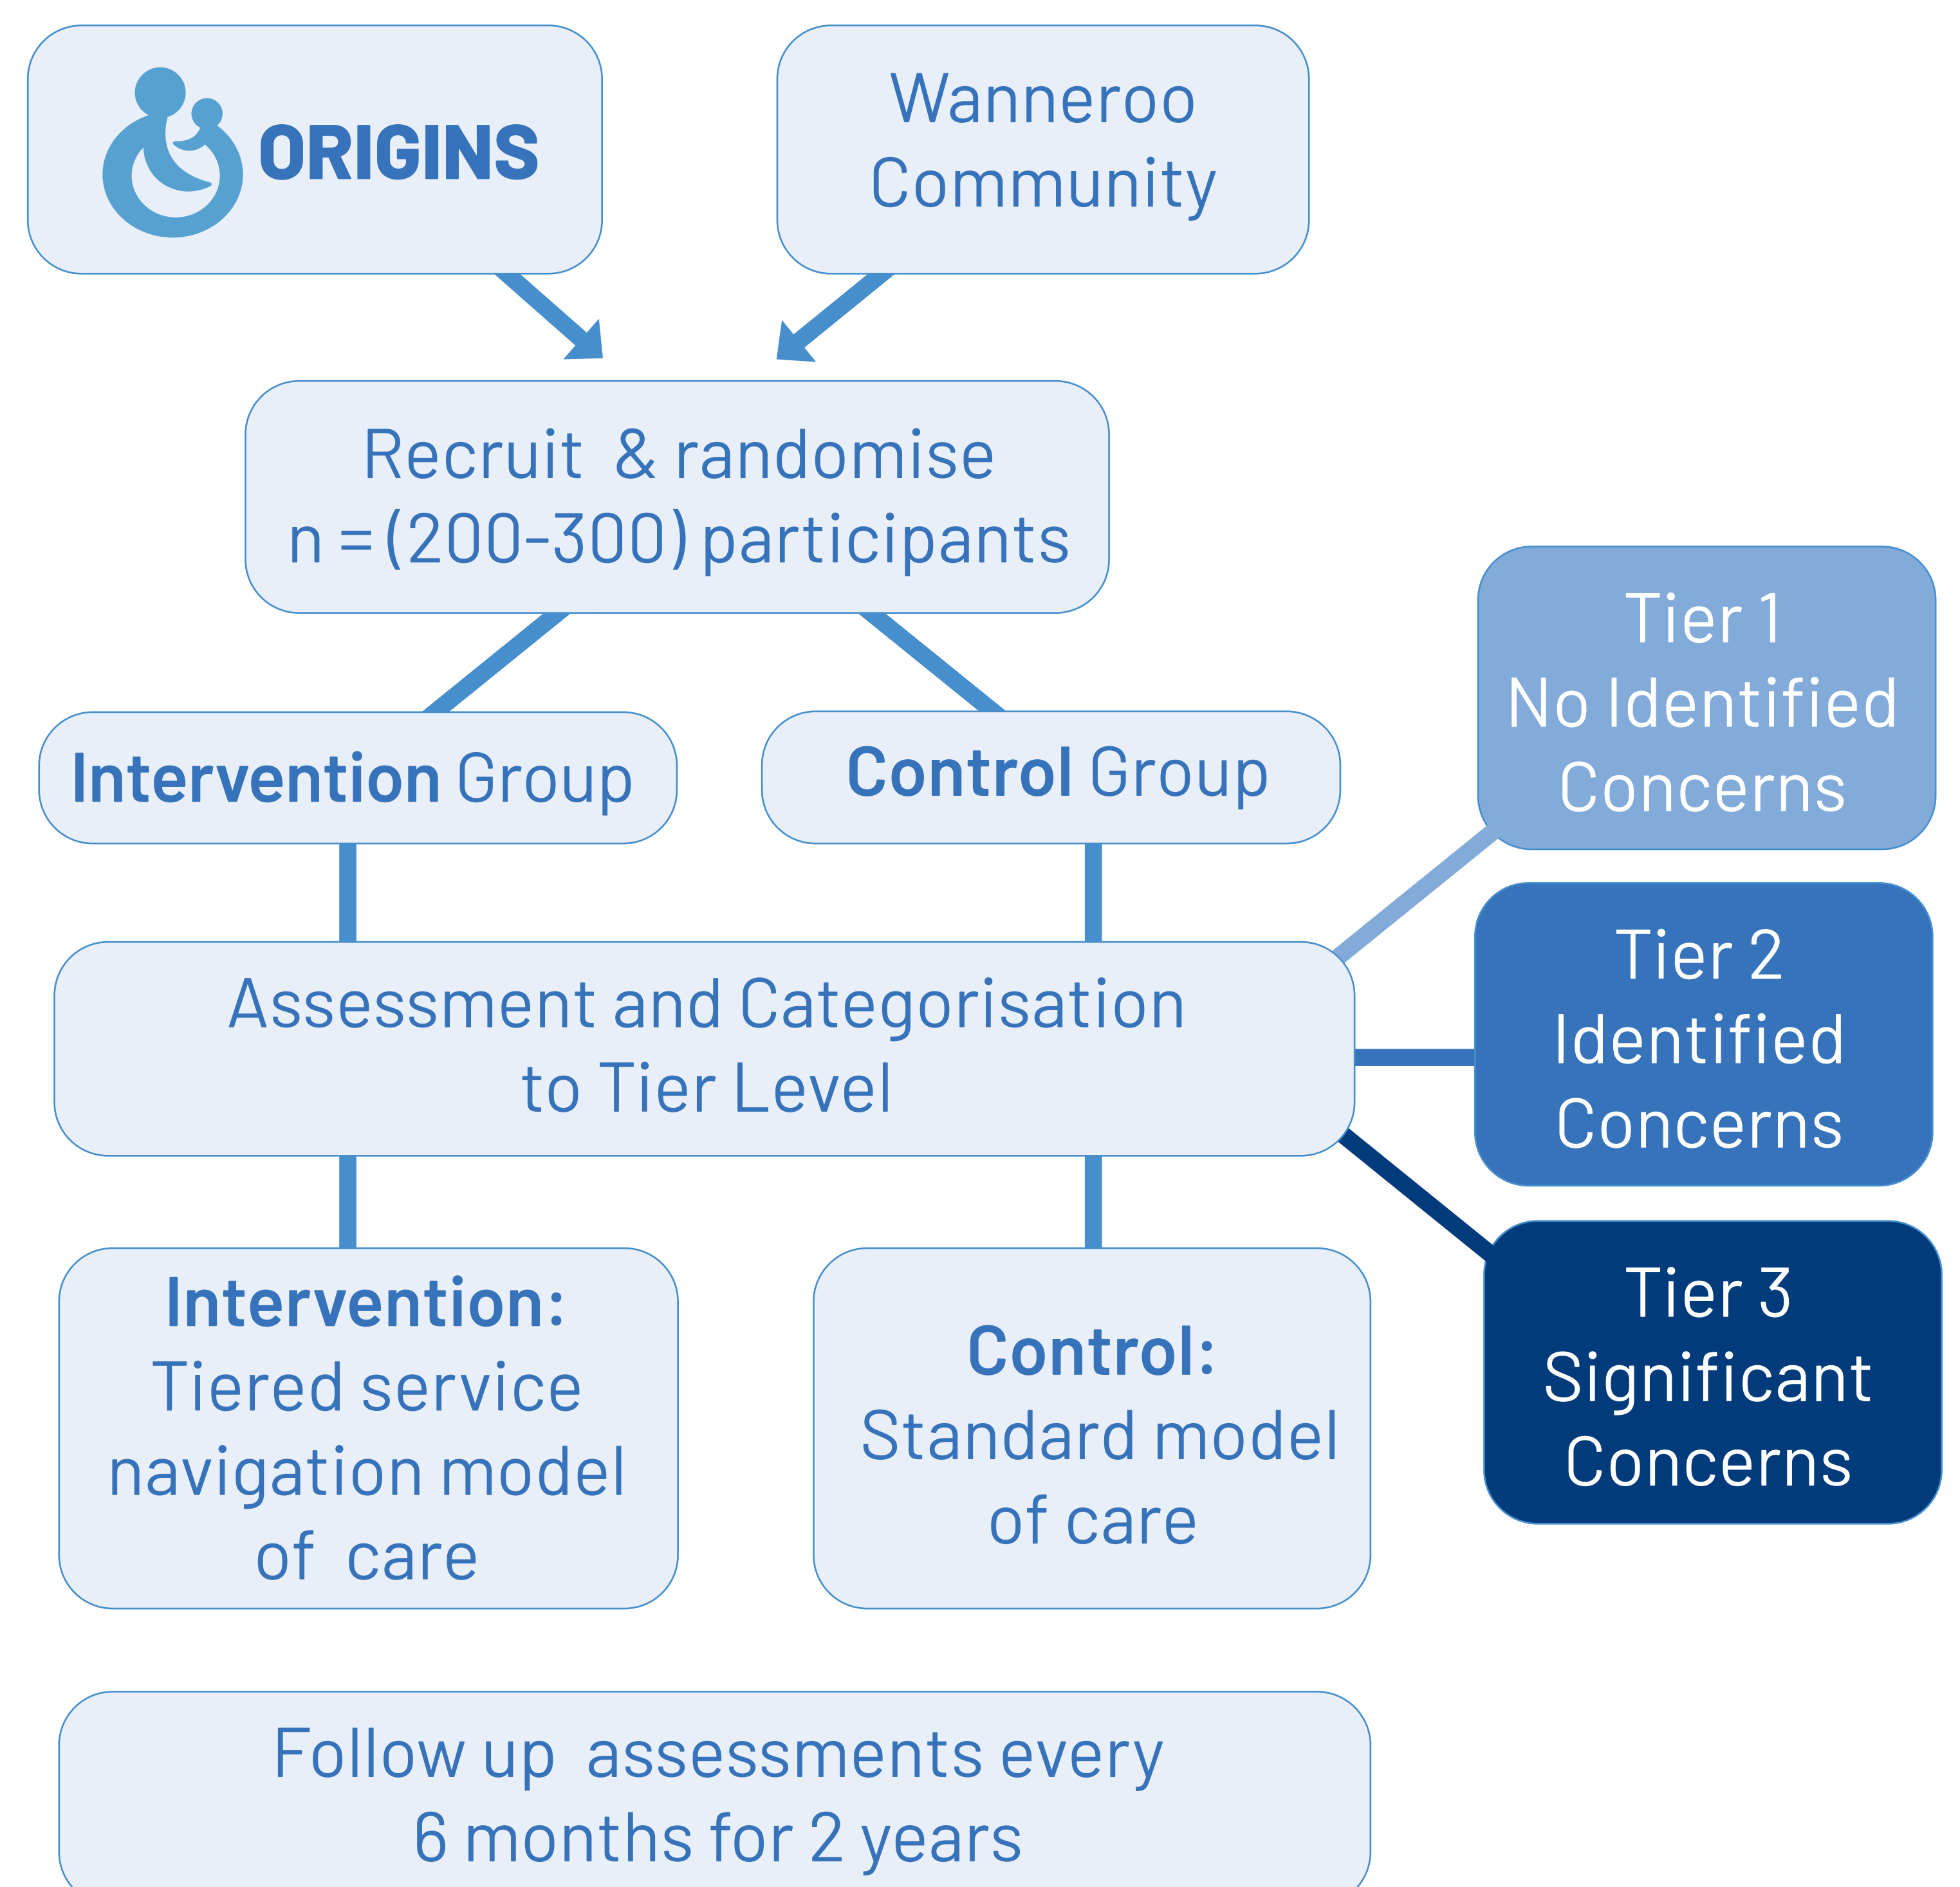 ORIGINS
Wanneroo
Community
Recruit & randomise
n =(200-300) participants
Intervention Group
Control Group
Tier 1
No Identified
Concerns
Assessment and Categorisation
to Tier Level
Tier 2
Identified
Concerns
Tier 3
Significant
Concerns
Intervention:
Tiered service
navigation model
of care
Control:
Standard model
of care
Follow up assessments every
6 months for 2 years